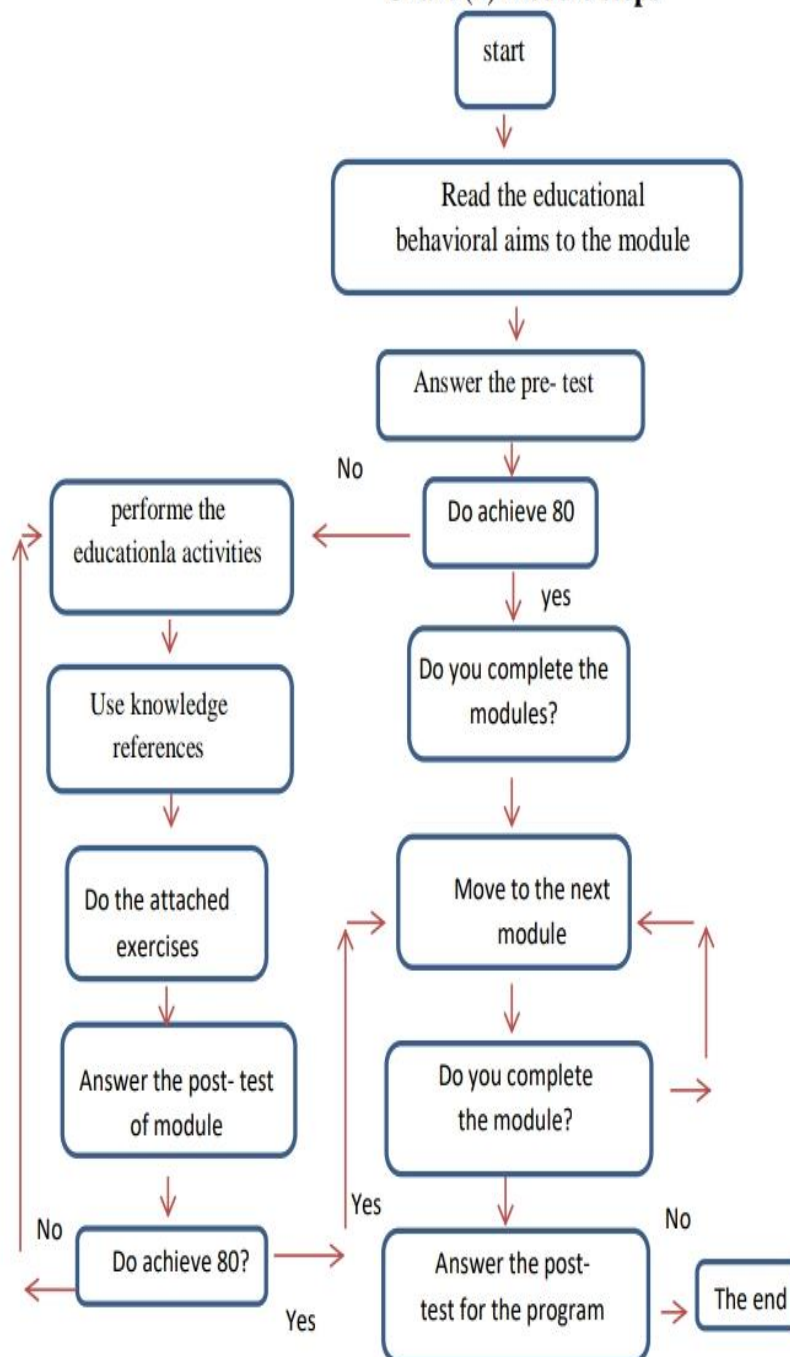 start
Read the educational
behavioral aims to the module
Answer the pre- test
No
Do achieve 80
yes
performe the
educationla activities
Do you complete the
modules?
Use knowledge
references
Move to the next
module
Do the attached
exercises
Do you complete
the module?
Answer the post- test
of module
Yes
No
No
Do achieve 80?
Yes
Answer the post-
test for the program
The end